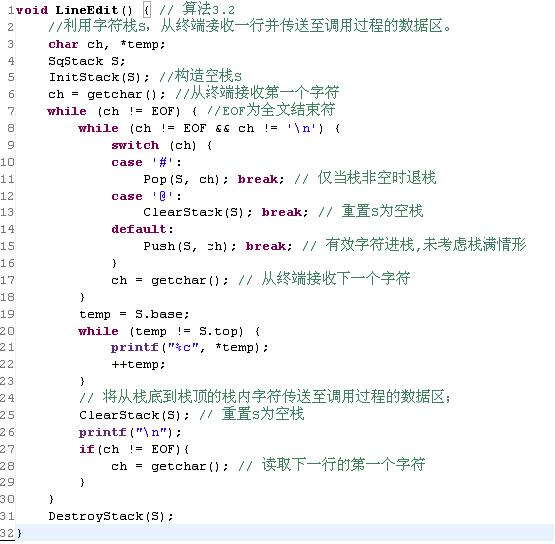 1 void LineEdit() { // 算法3.2
2 //利用字符栈S，从终端接收一行并传送至调用过程的数据区。
3 char ch, *temp;
4 SqStack S;
5 InitStack(S); //构造空栈S
6 ch = getchar(); //从终端接收第一个字符
7 while (ch != EOF) { //EOF为全文结束符
8 while (ch != EOF && ch != '\n') {
9 switch (ch) {
10 case '#':
11 Pop(S, ch); break; // 仅当栈非空时退栈
12 case '@':
13 ClearStack(S); break; // 重置S为空栈
14 default:
15 Push(S, ch); break; // 有效字符进栈,未考虑栈满情形
16 }
17 ch = getchar(); // 从终端接收下一个字符
18 }
19 temp = S.base;
20 while (temp != S.top) {
21 printf("%c", *temp);
22 ++temp;
23 }
24 // 将从栈底到栈顶的栈内字符传送至调用过程的数据区；
25 ClearStack(S); // 重置S为空栈
26 printf("\n");
27 if(ch != EOF){
28 ch = getchar(); // 读取下一行的第一个字符
29 }
30 }
31 DestroyStack(S);
32 }